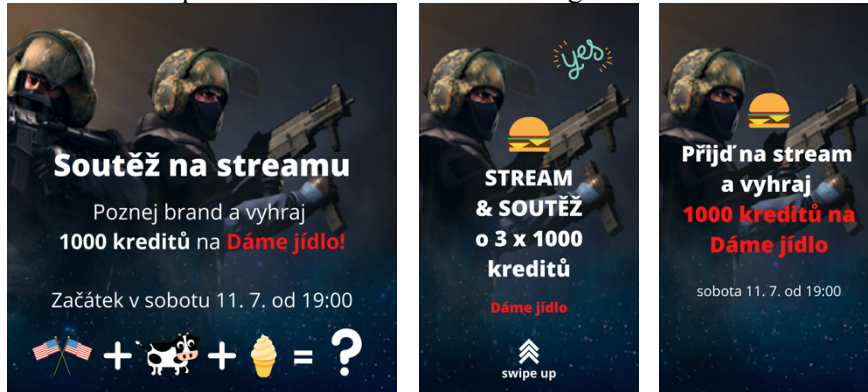 Soutěž na streamu
Poznej brand a vyhraj
1000 kreditů na Dáme jídlo!
Začátek v sobotu 11. 7. od 19:00
+ + = ?
yes
STREAM
& SOUTĚŽ
o 3 x 1000
kreditů
Dáme jídlo
swipe up
Přijď na stream
a vyhraj
1000 kreditů na
Dáme jídlo
sobota 11. 7. od 19:00